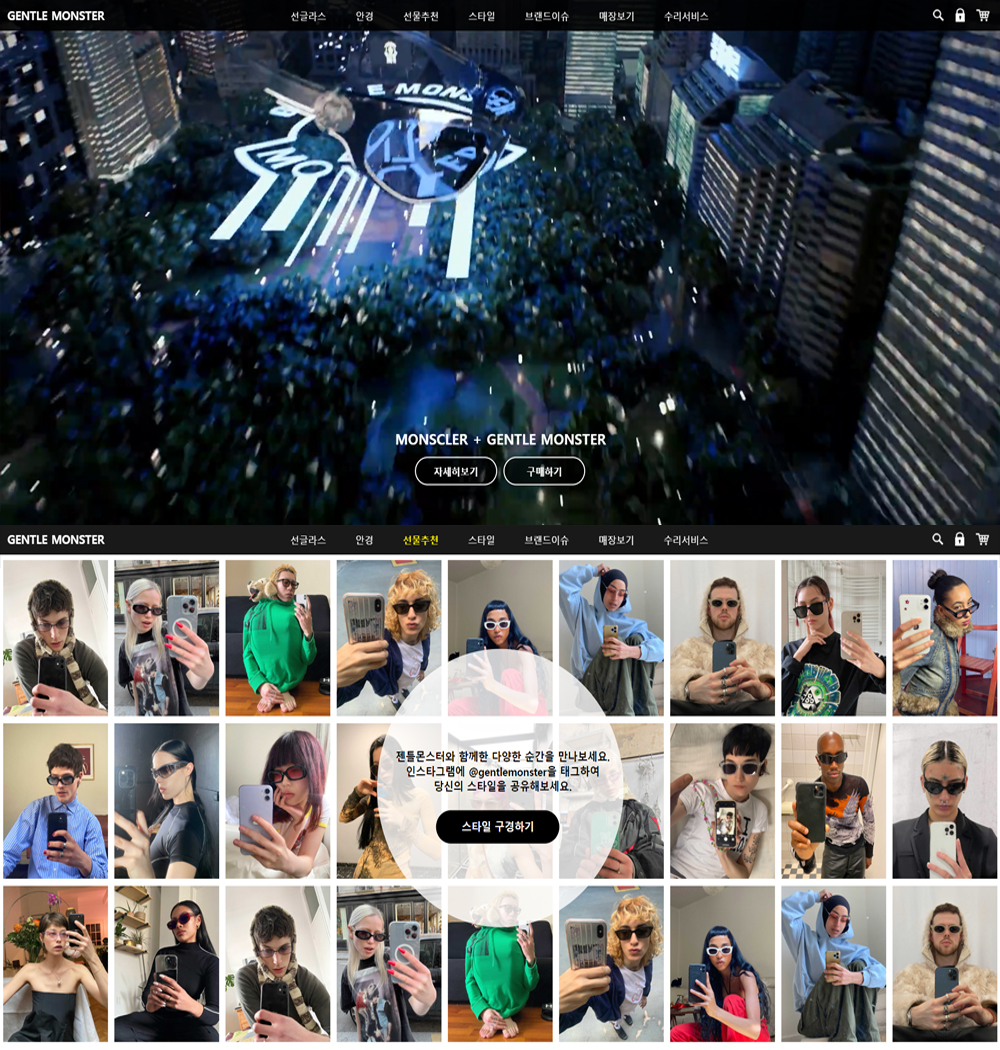 GENTLE MONSTER
선글라스 안경 선물추천 스타일 브랜드이슈 매장보기 수리서비스
E MONS
MO
MONSCLER + GENTLE MONSTER
자세히보기 구매하기
GENTLE MONSTER
선글라스 안경 선물추천 스타일 브랜드이슈 매장보기 수리서비스
젠틀몬스터와 함께한 다양한 순간을 만나보세요.
인스타그램에 @gentlemonster을 태그하여
당신의 스타일을 공유해보세요.
스타일 구경하기